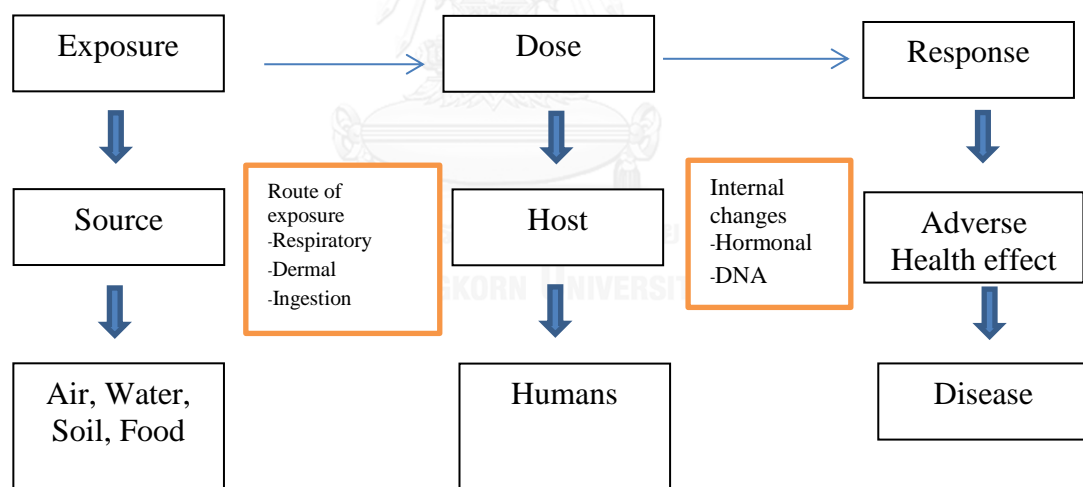 Exposure
Dose
Response
Source
Route of
exposure
-Respiratory
-Dermal
-Ingestion
Host
Internal
changes
-Hormonal
-DNA
Adverse
Health effect
Air, Water,
Soil, Food
Humans
Disease